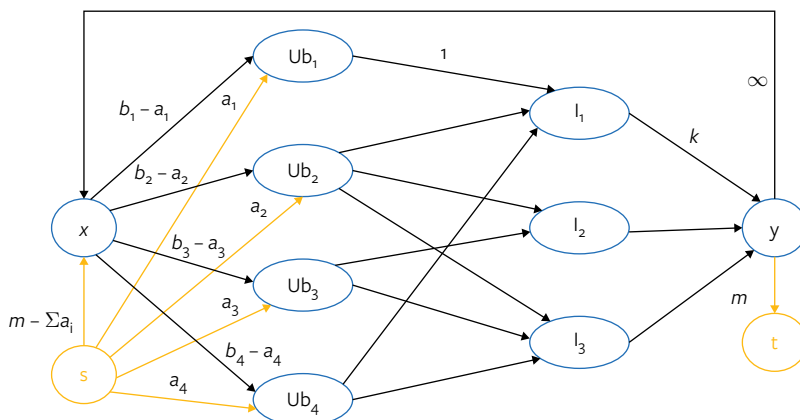 Ub₁
1
∞
a₁
I₁
b₁ – a₁
k
b₂ – a₂
Ub₂
a₂
x
I₂
y
b₃ – a₃
Ub₃
a₃
m
m – Σaᵢ
I₃
t
b₄ – a₄
s
a₄
Ub₄